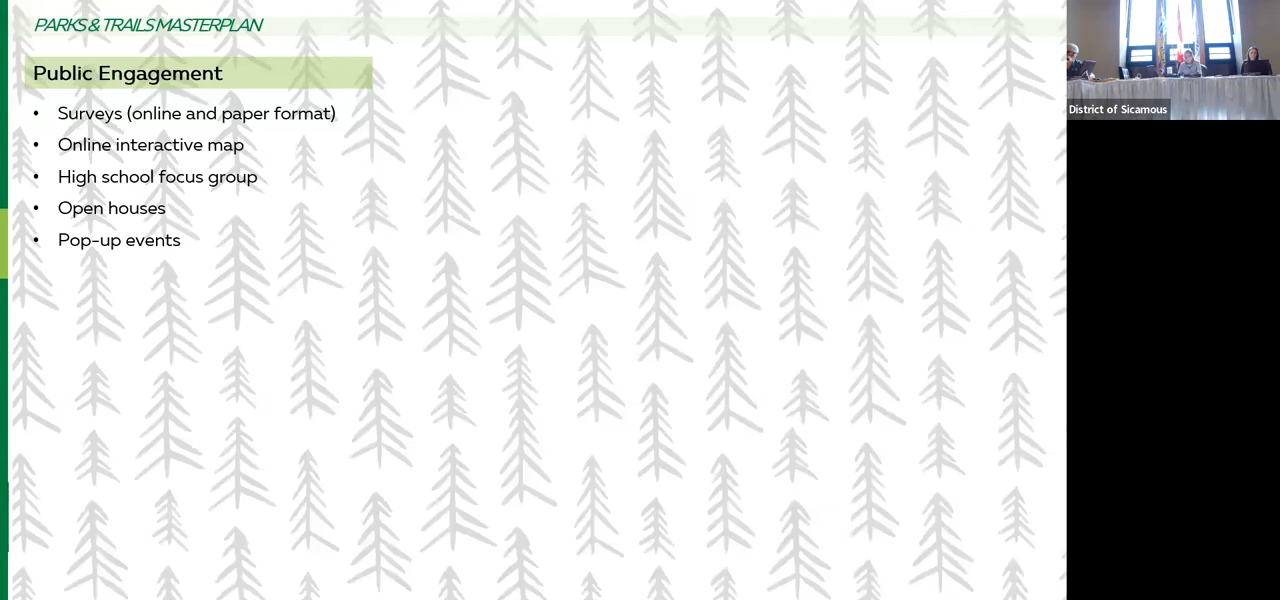 PARKS & TRAILS MASTERPLAN
Public Engagement
• Surveys (online and paper format)
• Online interactive map
• High school focus group
• Open houses
• Pop-up events
District of Sicamous